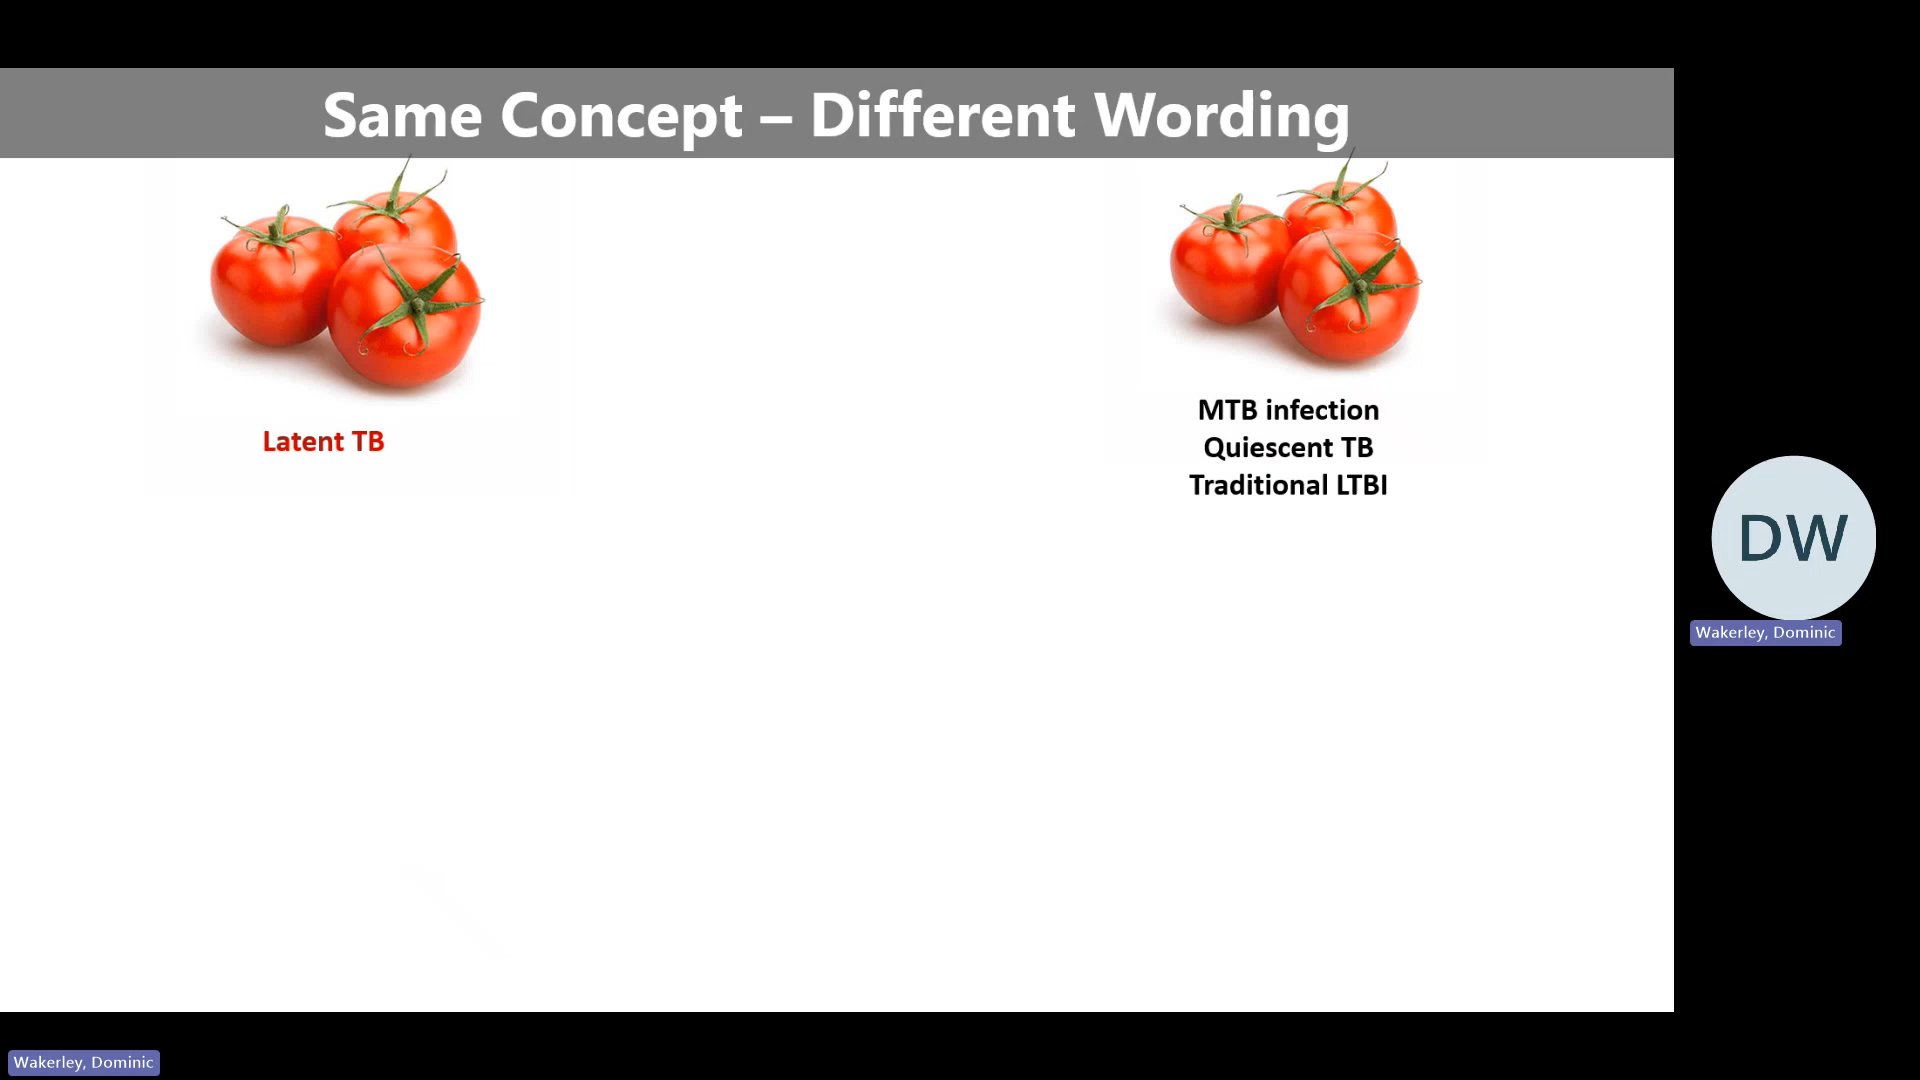 Same Concept – Different Wording
Latent TB
MTB infection
Quiescent TB
Traditional LTBI
DW
Wakerley, Dominic
Wakerley, Dominic